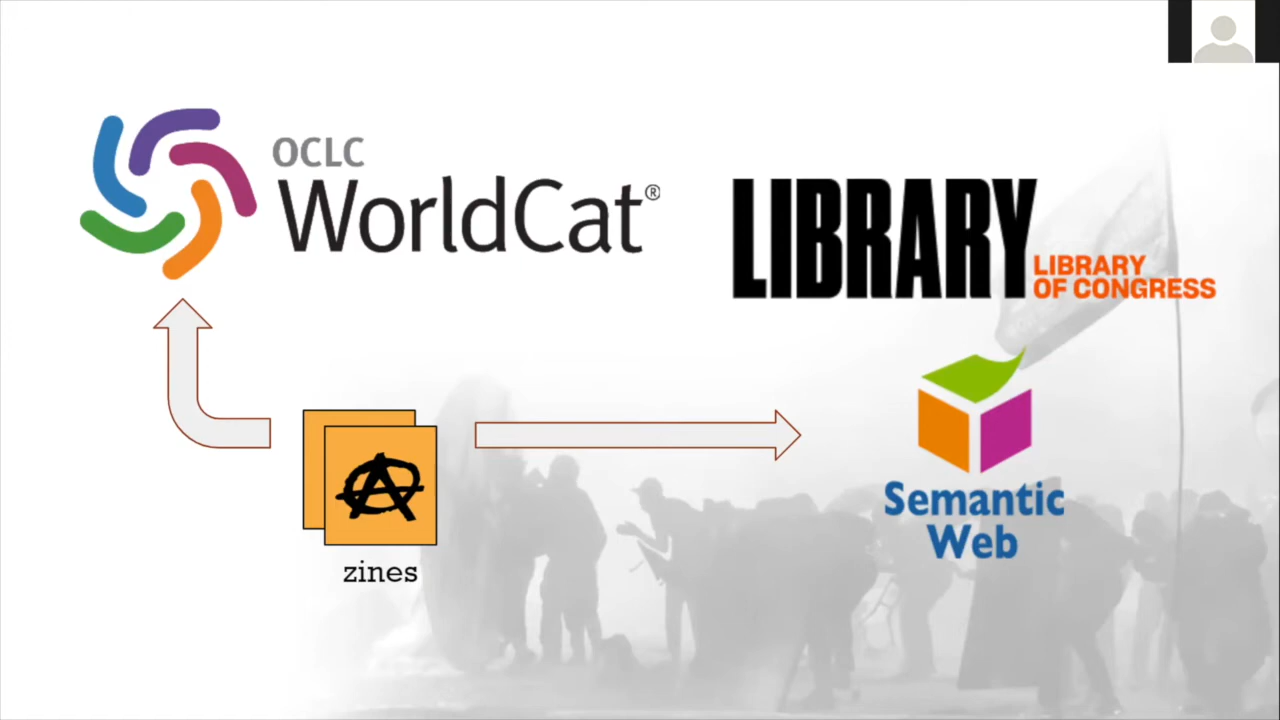 OCLC
WorldCat®
LIBRARY
LIBRARY
OF CONGRESS
Semantic
Web
zines